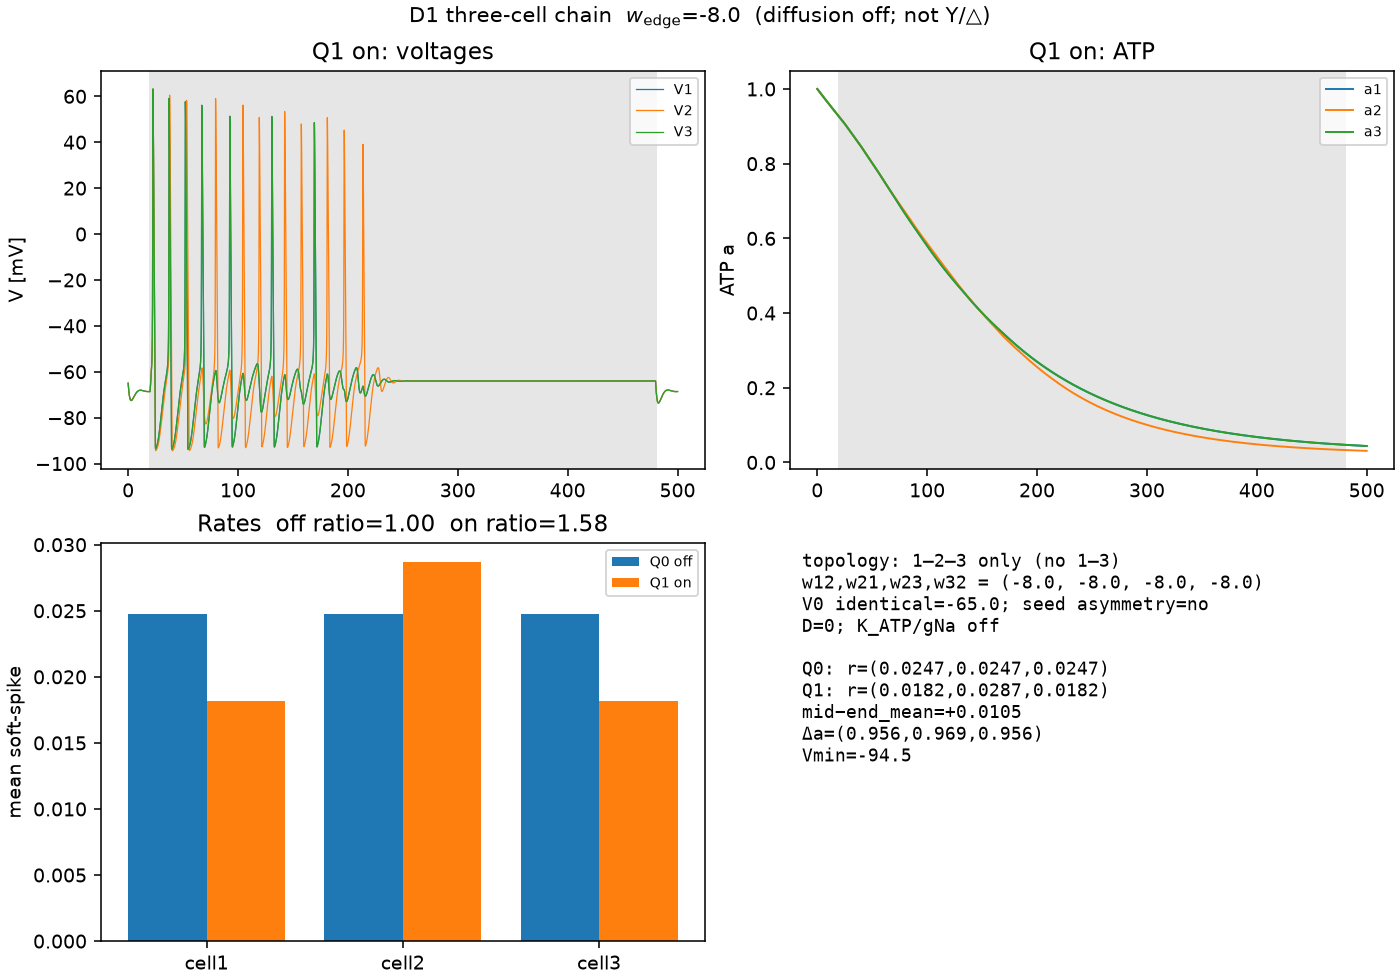 D1 three-cell chain w_edge=-8.0 (diffusion off; not Y/△)
Q1 on: voltages
V [mV]
60
40
20
0
−20
−40
−60
−80
−100
0
100
200
300
400
500
V1
V2
V3
Q1 on: ATP
ATP a
1.0
0.8
0.6
0.4
0.2
0.0
0
100
200
300
400
500
a1
a2
a3
Rates off ratio=1.00 on ratio=1.58
mean soft-spike
0.030
0.025
0.020
0.015
0.010
0.005
0.000
cell1
cell2
cell3
Q0 off
Q1 on
topology: 1—2—3 only (no 1—3)
w12,w21,w23,w32 = (-8.0, -8.0, -8.0, -8.0)
V0 identical=-65.0; seed asymmetry=no
D=0; K_ATP/gNa off
Q0: r=(0.0247,0.0247,0.0247)
Q1: r=(0.0182,0.0287,0.0182)
mid−end_mean=+0.0105
Δa=(0.956,0.969,0.956)
Vmin=-94.5